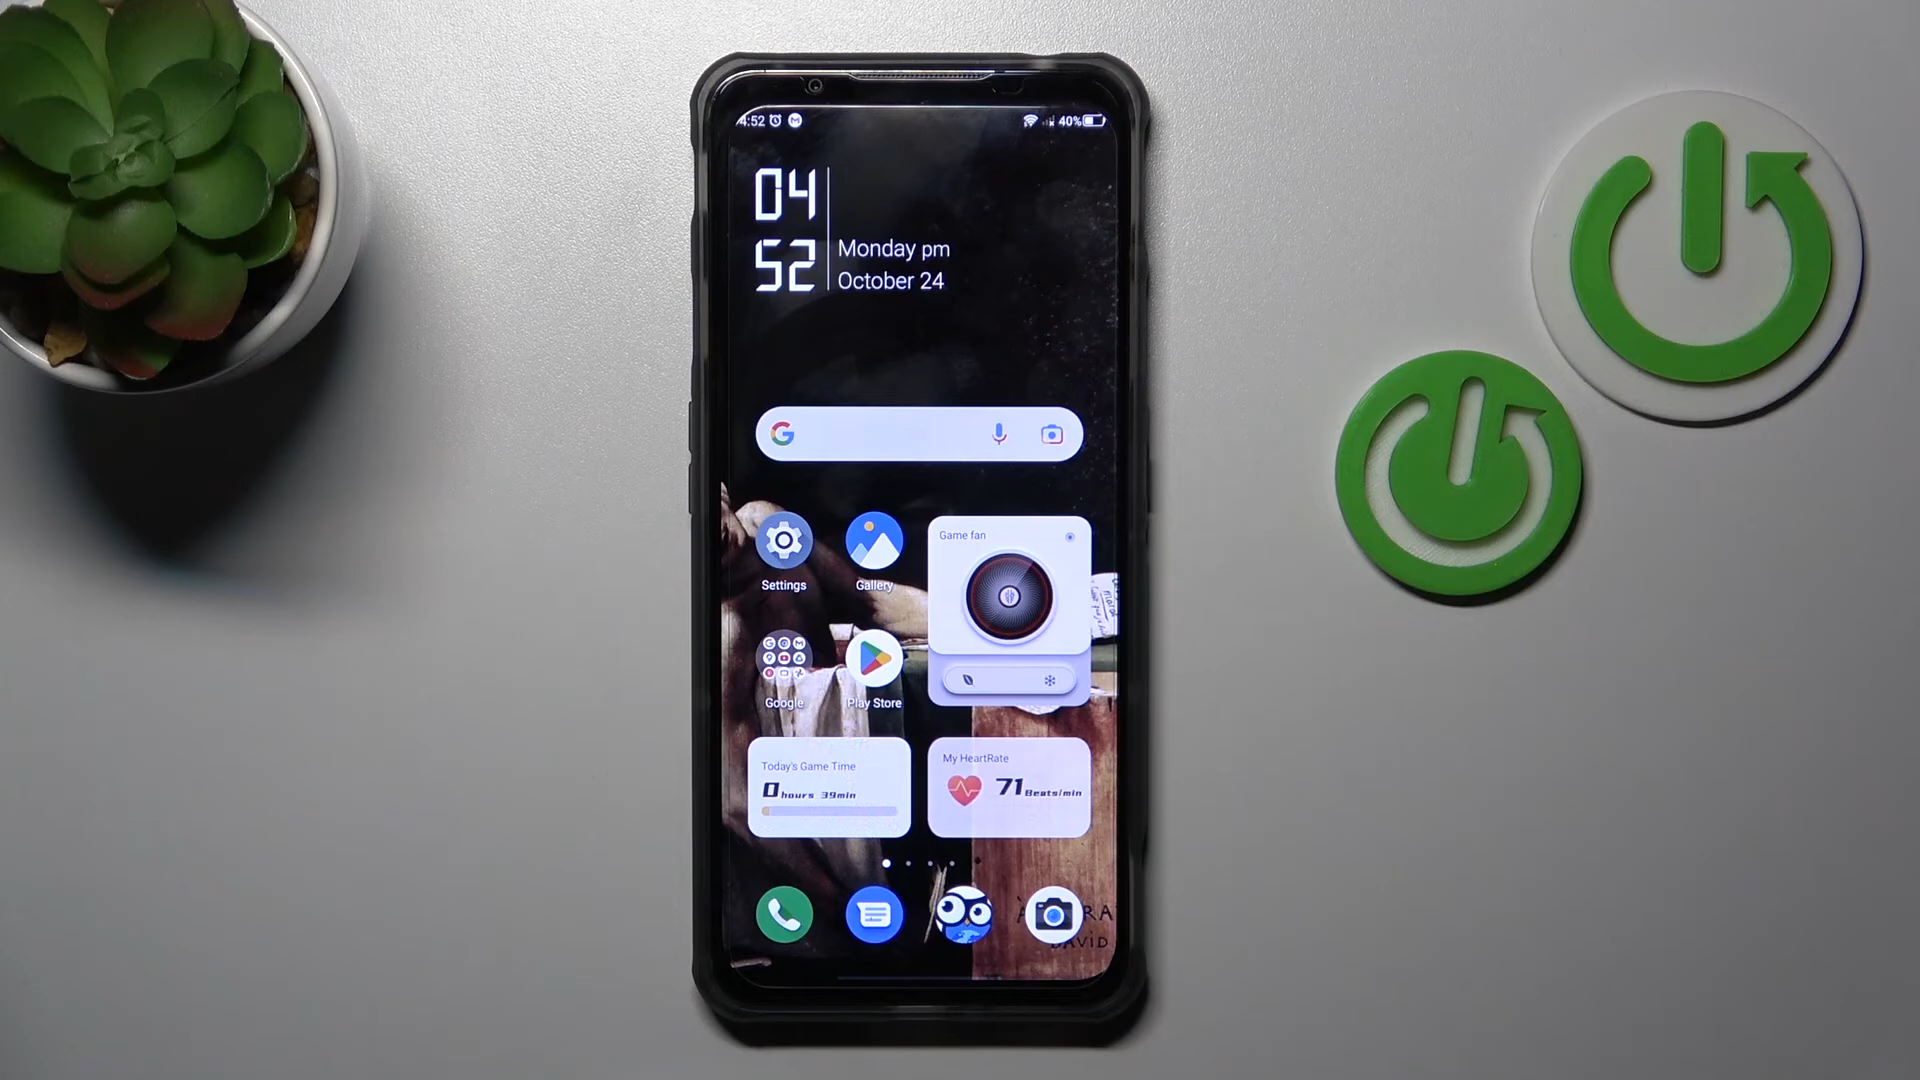 4:52
40%
04
52
Monday pm
October 24
Game fan
Settings
Gallery
Google
Play Store
Today's Game Time
0 hours 39min
My HeartRate
71 Beats/min
DAVID